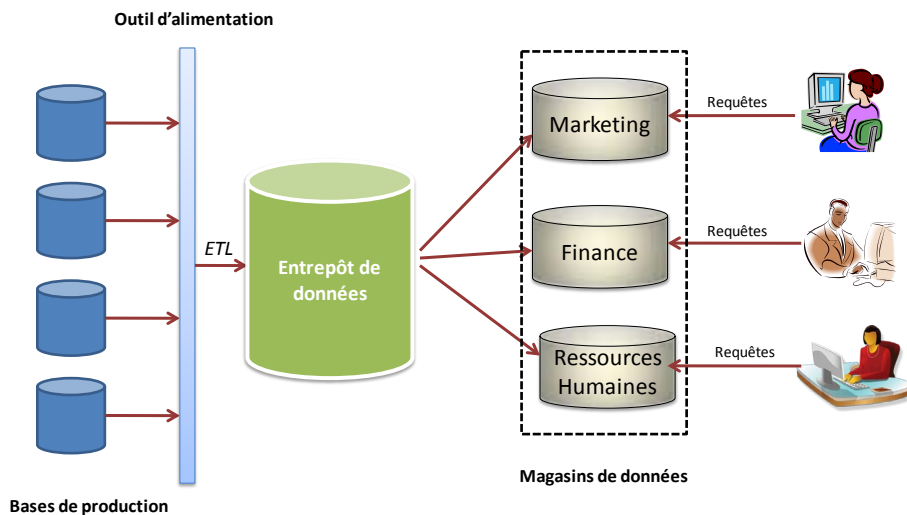 Outil d'alimentation
Marketing
Requêtes
ETL
Entrepôt de
données
Finance
Requêtes
Ressources
Humaines
Requêtes
Magasins de données
Bases de production